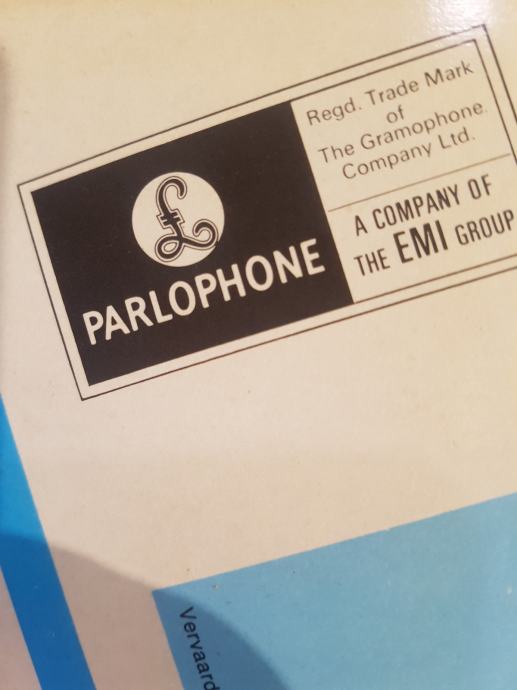 £
PARLOPHONE
Regd. Trade Mark
of
The Gramophone
Company Ltd.
A COMPANY OF
THE EMI GROUP
Vervaard